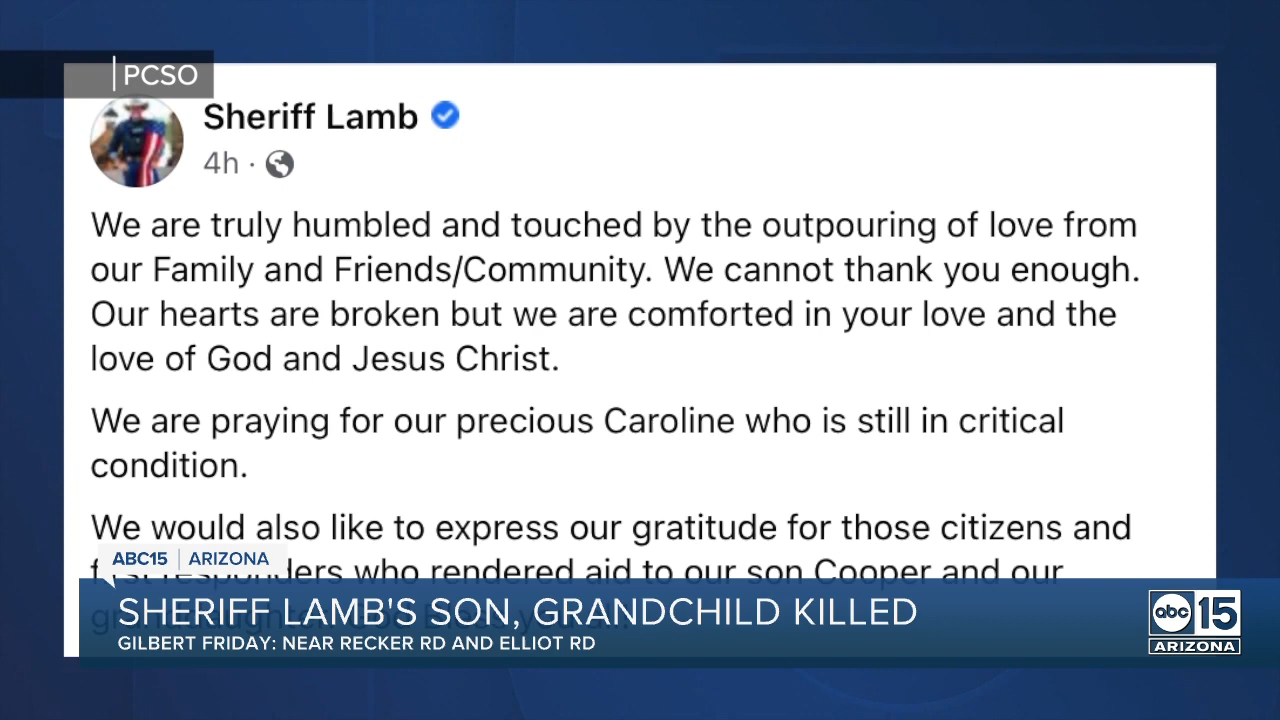 PCSO
Sheriff Lamb
4h ·
We are truly humbled and touched by the outpouring of love from
our Family and Friends/Community. We cannot thank you enough.
Our hearts are broken but we are comforted in your love and the
love of God and Jesus Christ.
We are praying for our precious Caroline who is still in critical
condition.
We would also like to express our gratitude for those citizens and
first responders who rendered aid to our son Cooper and our
ABC15 | ARIZONA
SHERIFF LAMB'S SON, GRANDCHILD KILLED
GILBERT FRIDAY: NEAR RECKER RD AND ELLIOT RD
abc 15
ARIZONA